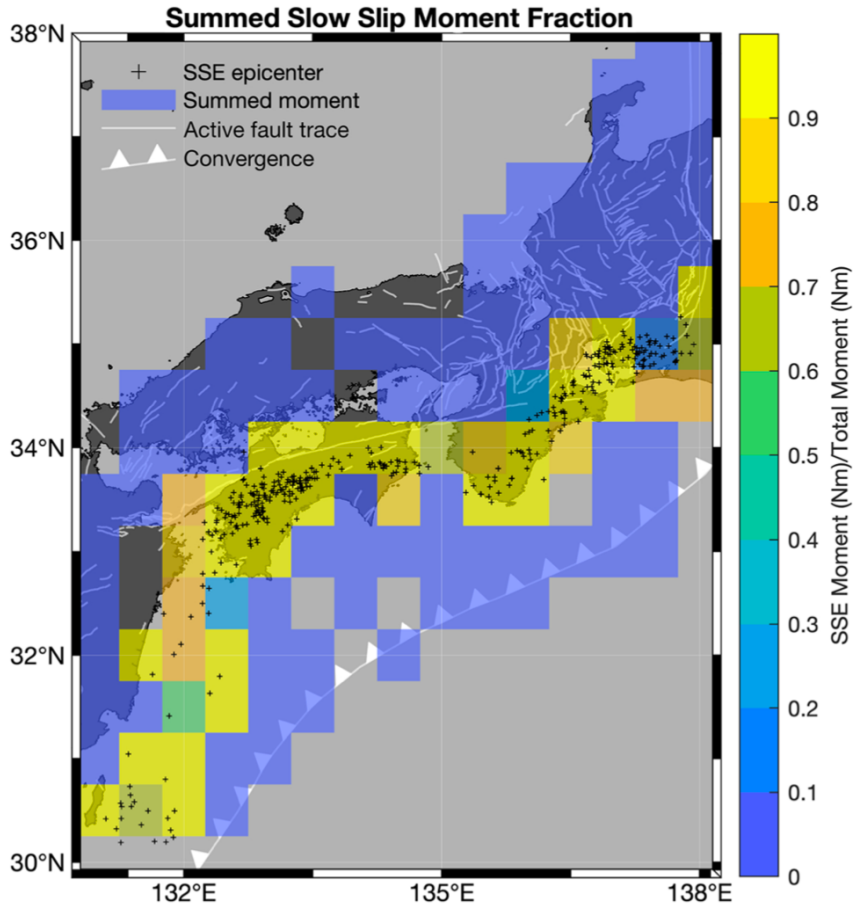 Summed Slow Slip Moment Fraction
38°N
SSE epicenter
Summed moment
Active fault trace
Convergence
36°N
34°N
32°N
30°N
132°E
135°E
138°E
0.9
0.8
0.7
0.6
0.5
0.4
0.3
0.2
0.1
0
SSE Moment (Nm)/Total Moment (Nm)